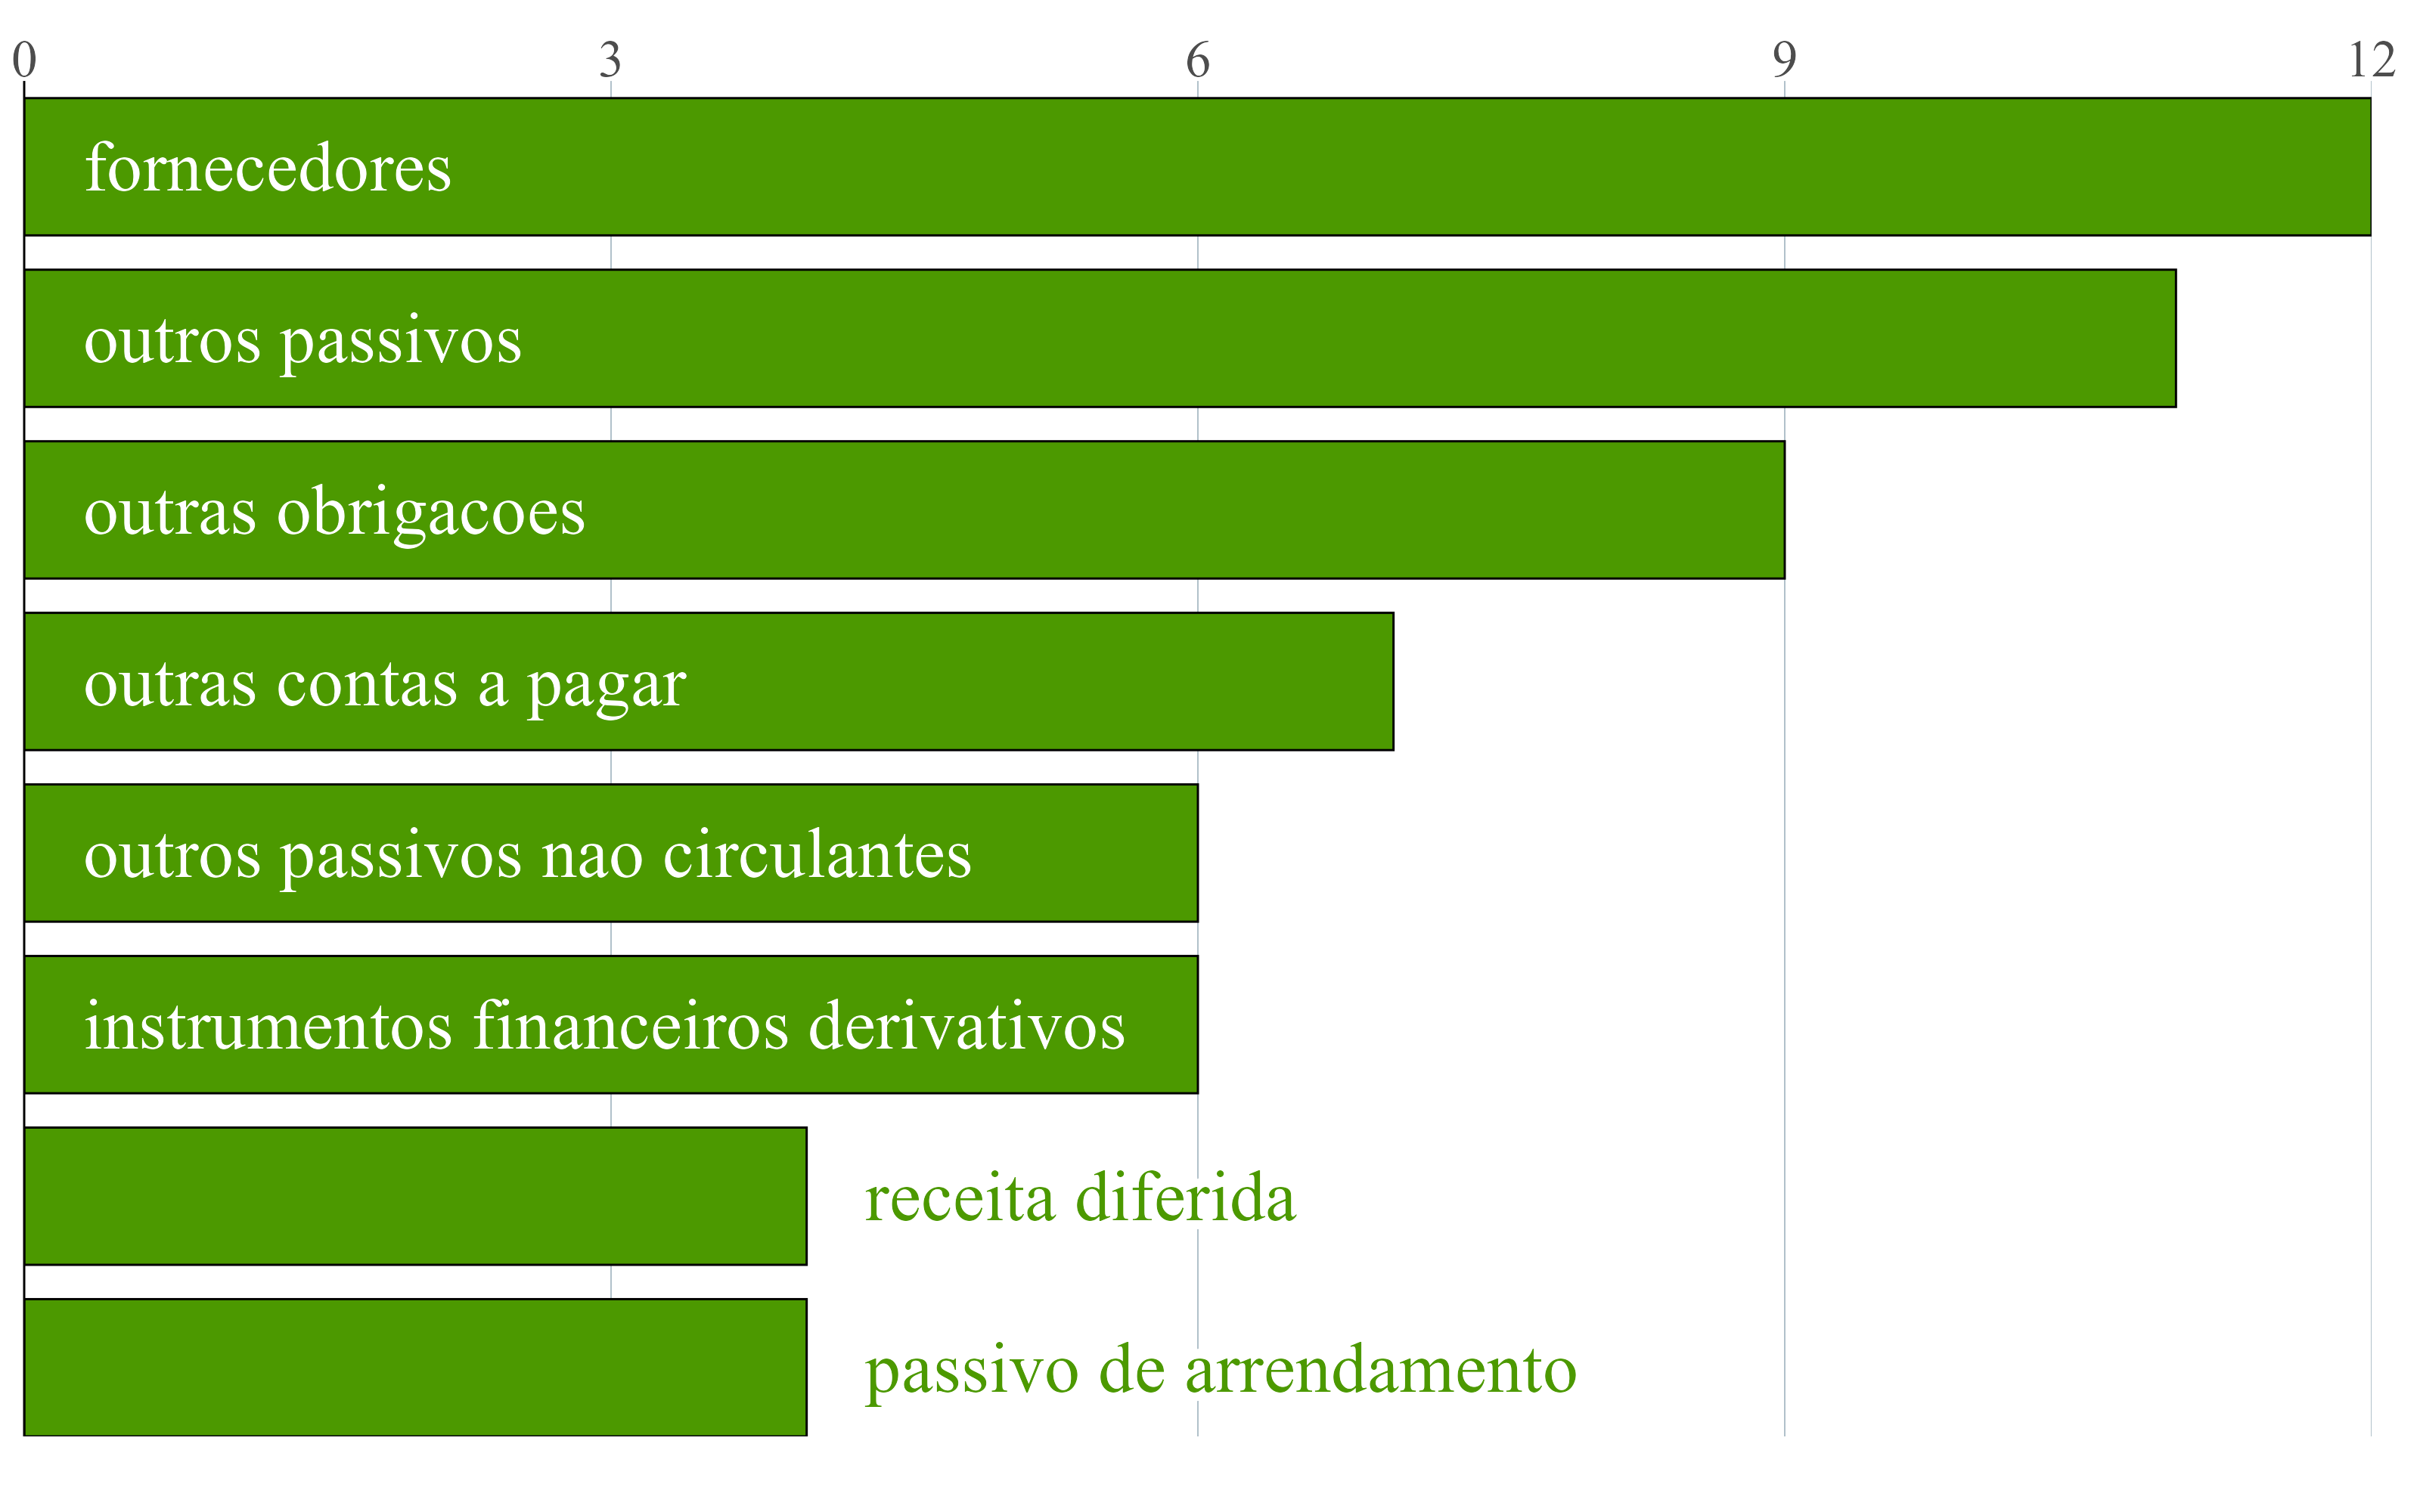 0 3 6 9 12
fornecedores
outros passivos
outras obrigacoes
outras contas a pagar
outros passivos nao circulantes
instrumentos financeiros derivativos
receita diferida
passivo de arrendamento